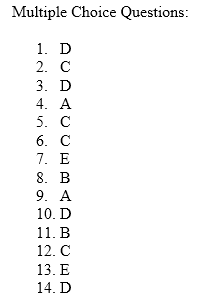 Multiple Choice Questions:
1. D
2. C
3. D
4. A
5. C
6. C
7. E
8. B
9. A
10. D
11. B
12. C
13. E
14. D